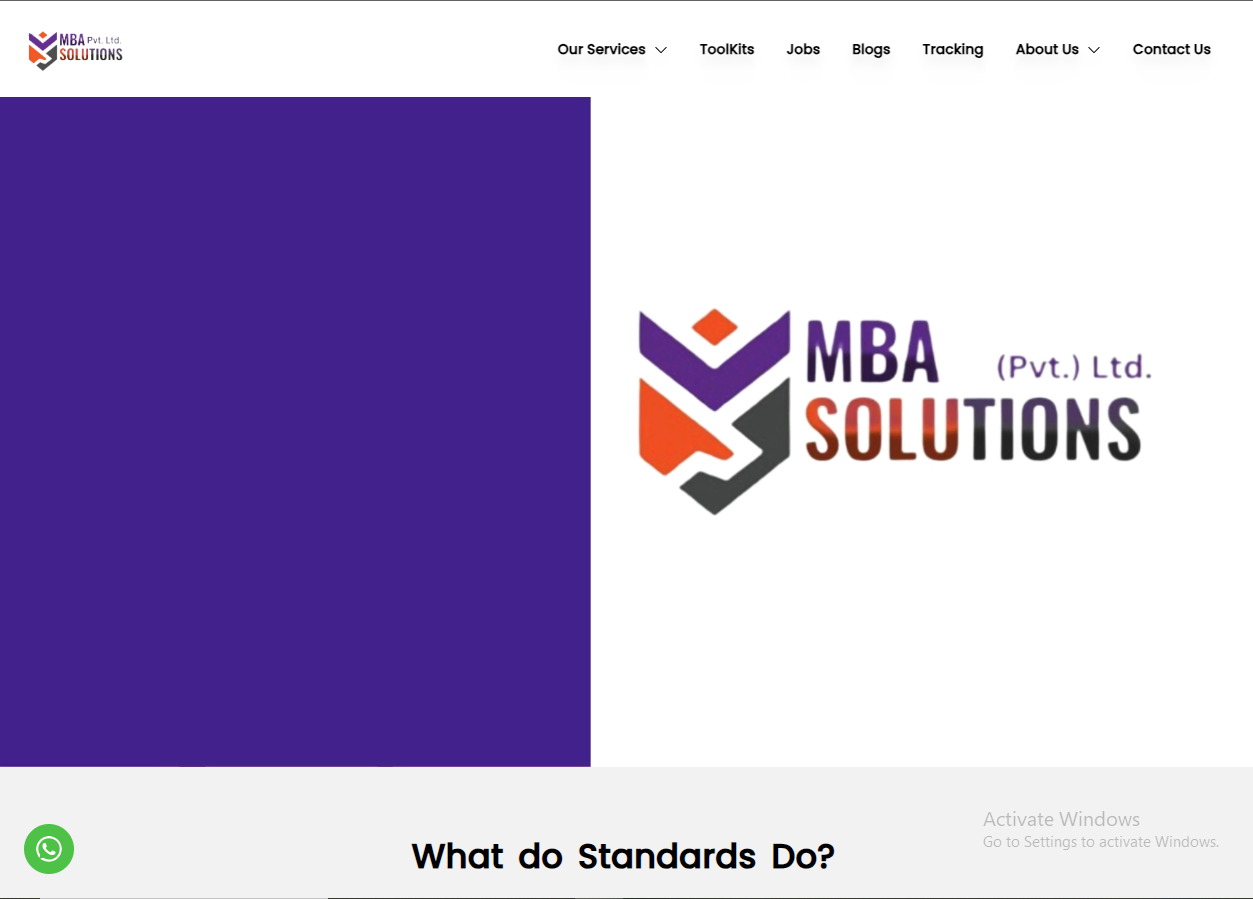 MBA Pvt. Ltd.
SOLUTIONS
Our Services
ToolKits
Jobs
Blogs
Tracking
About Us
Contact Us
MBA (Pvt.) Ltd.
SOLUTIONS
What do Standards Do?
Activate Windows
Go to Settings to activate Windows.